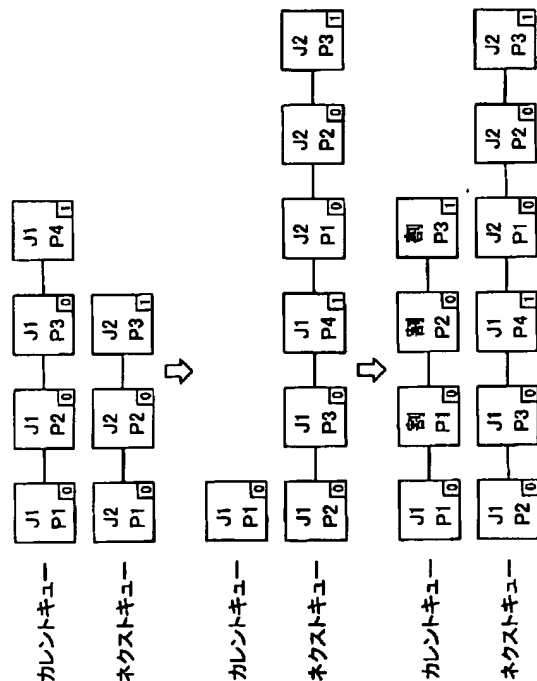 カレントキュー
J1 P1 0
J1 P2 0
J1 P3 0
J1 P4 1
ネクストキュー
J2 P1 0
J2 P2 0
J2 P3 1
カレントキュー
J1 P1 0
ネクストキュー
J1 P2 0
J1 P3 0
J1 P4 1
J2 P1 0
J2 P2 0
J2 P3 1
カレントキュー
J1 P1 0
割 P1 0
割 P2 0
割 P3 1
ネクストキュー
J1 P2 0
J1 P3 0
J1 P4 1
J2 P1 0
J2 P2 0
J2 P3 1